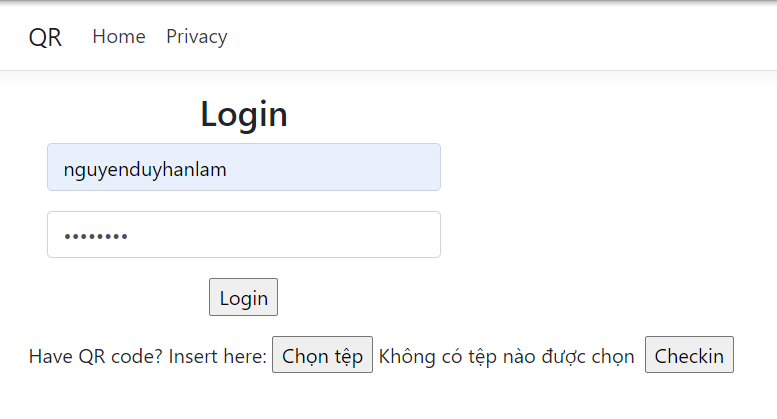 QR Home Privacy
Login
nguyenduyhanlam
••••••••
Login
Have QR code? Insert here: Chọn tệp Không có tệp nào được chọn Checkin